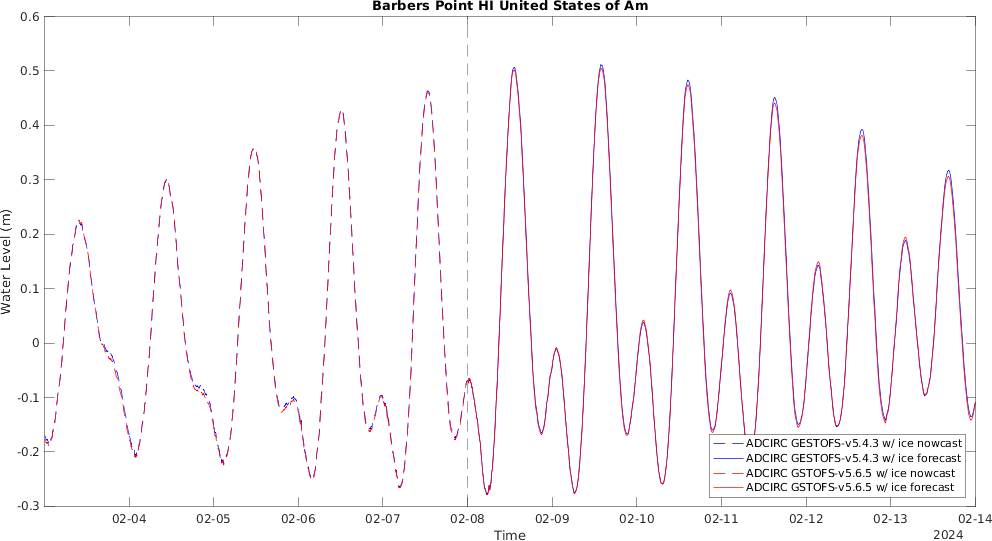 Barbers Point HI United States of Am
0.6
0.5
0.4
0.3
0.2
0.1
0
-0.1
-0.2
-0.3
Water Level (m)
02-04 02-05 02-06 02-07 02-08 02-09 02-10 02-11 02-12 02-13 02-14
Time
2024
ADCIRC GESTOFS-v5.4.3 w/ ice nowcast
ADCIRC GESTOFS-v5.4.3 w/ ice forecast
ADCIRC GSTOFS-v5.6.5 w/ ice nowcast
ADCIRC GSTOFS-v5.6.5 w/ ice forecast